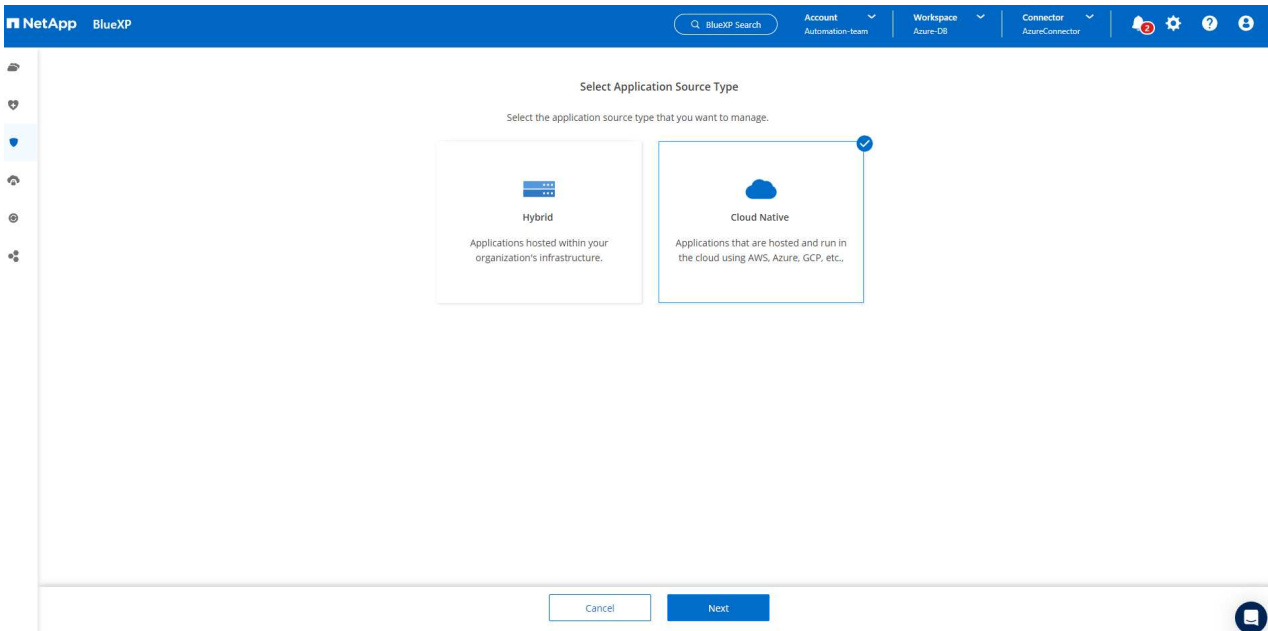 NetApp BlueXP
BlueXP Search
Account
Automation-team
Workspace
Azure-DB
Connector
AzureConnector
2
Select Application Source Type
Select the application source type that you want to manage.
Hybrid
Applications hosted within your
organization's infrastructure.
Cloud Native
Applications that are hosted and run in
the cloud using AWS, Azure, GCP, etc.,
Cancel
Next